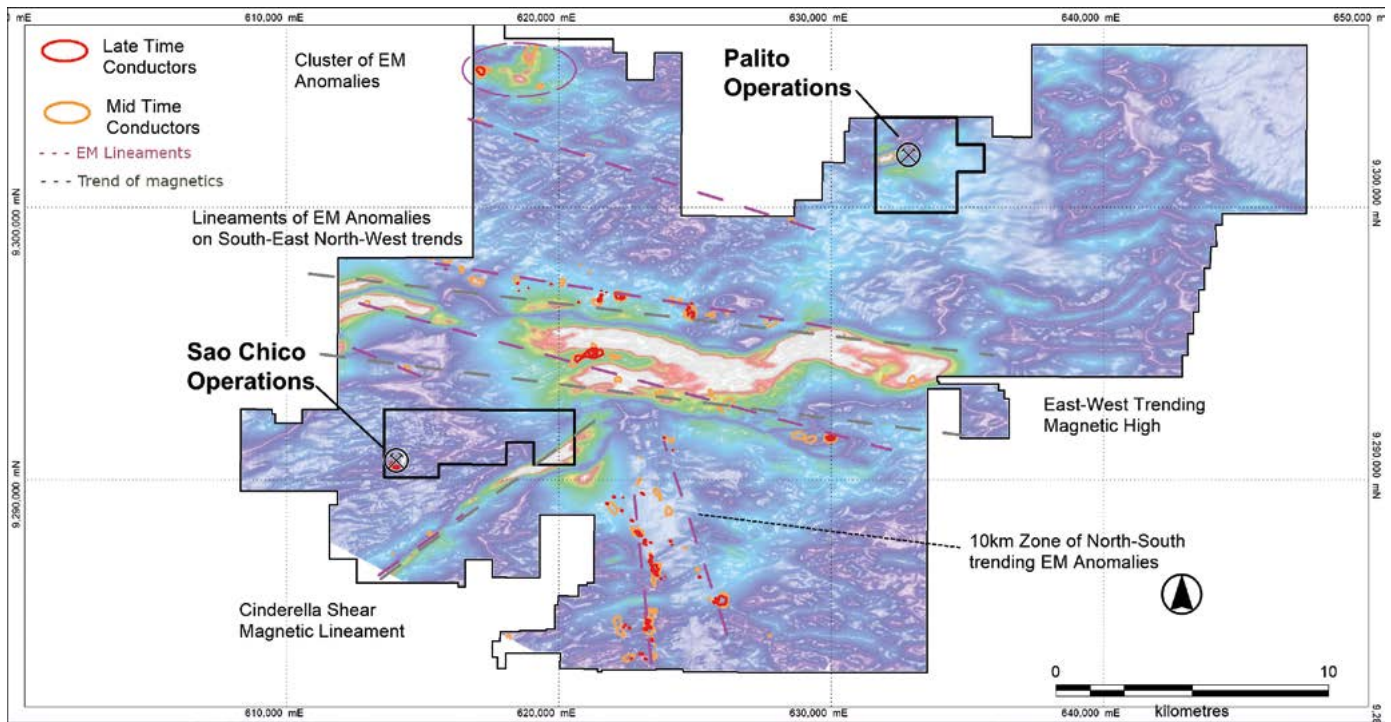 0 mE
610,000 mE
620,000 mE
630,000 mE
640,000 mE
650,000 mE
Late Time
Conductors
Mid Time
Conductors
EM Lineaments
Trend of magnetics
Cluster of EM
Anomalies
Palito
Operations
9,300,000 mN
9,300,000 mN
Lineaments of EM Anomalies
on South-East North-West trends
Sao Chico
Operations
East-West Trending
Magnetic High
9,290,000 mN
9,290,000 mN
10km Zone of North-South
trending EM Anomalies
Cinderella Shear
Magnetic Lineament
0
10
kilometres
610,000 mE
620,000 mE
630,000 mE
640,000 mE